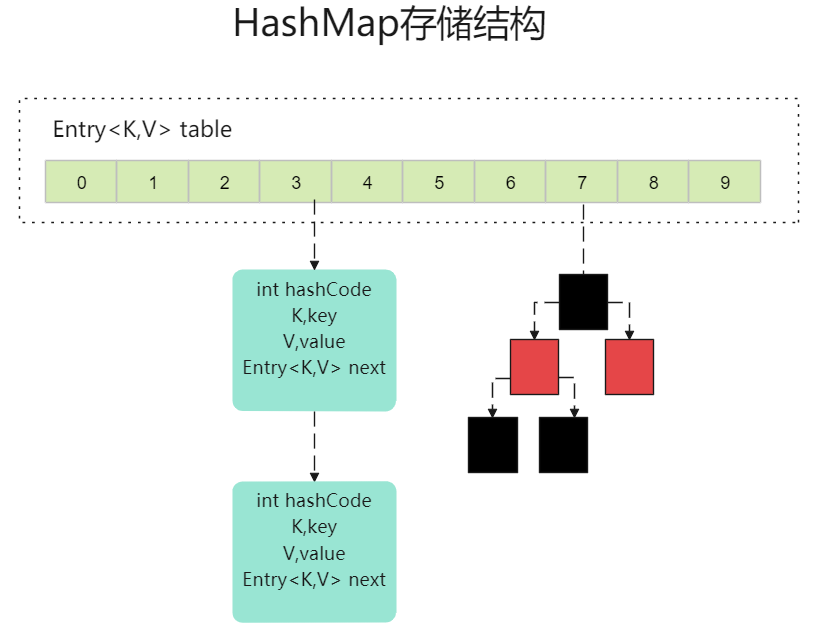 HashMap存储结构
Entry<K,V> table
0 1 2 3 4 5 6 7 8 9
int hashCode
K,key
V,value
Entry<K,V> next
int hashCode
K,key
V,value
Entry<K,V> next